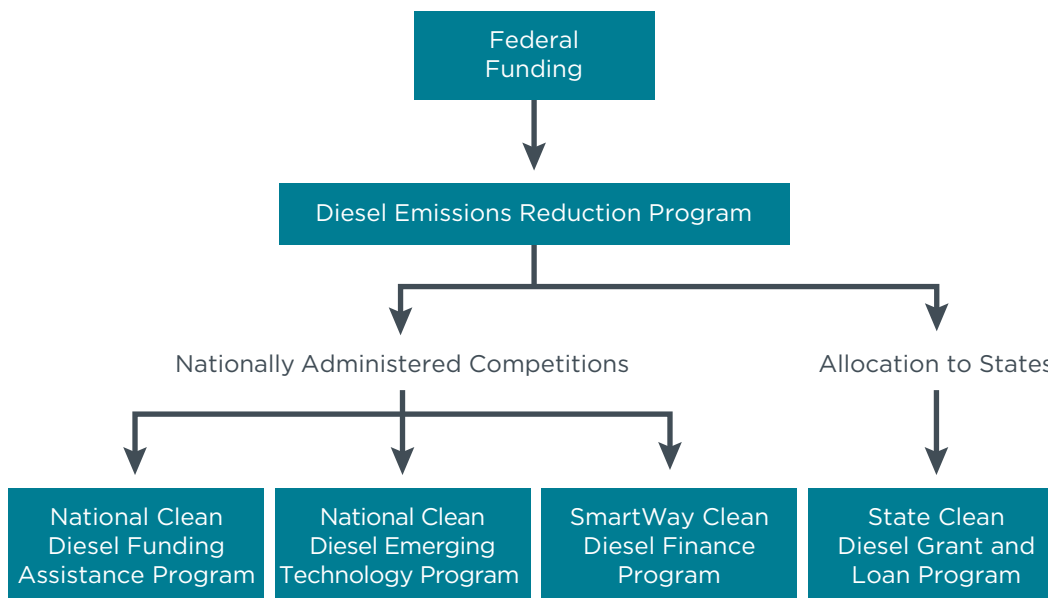 Federal
Funding
Diesel Emissions Reduction Program
Nationally Administered Competitions
Allocation to States
National Clean
Diesel Funding
Assistance Program
National Clean
Diesel Emerging
Technology Program
SmartWay Clean
Diesel Finance
Program
State Clean
Diesel Grant and
Loan Program